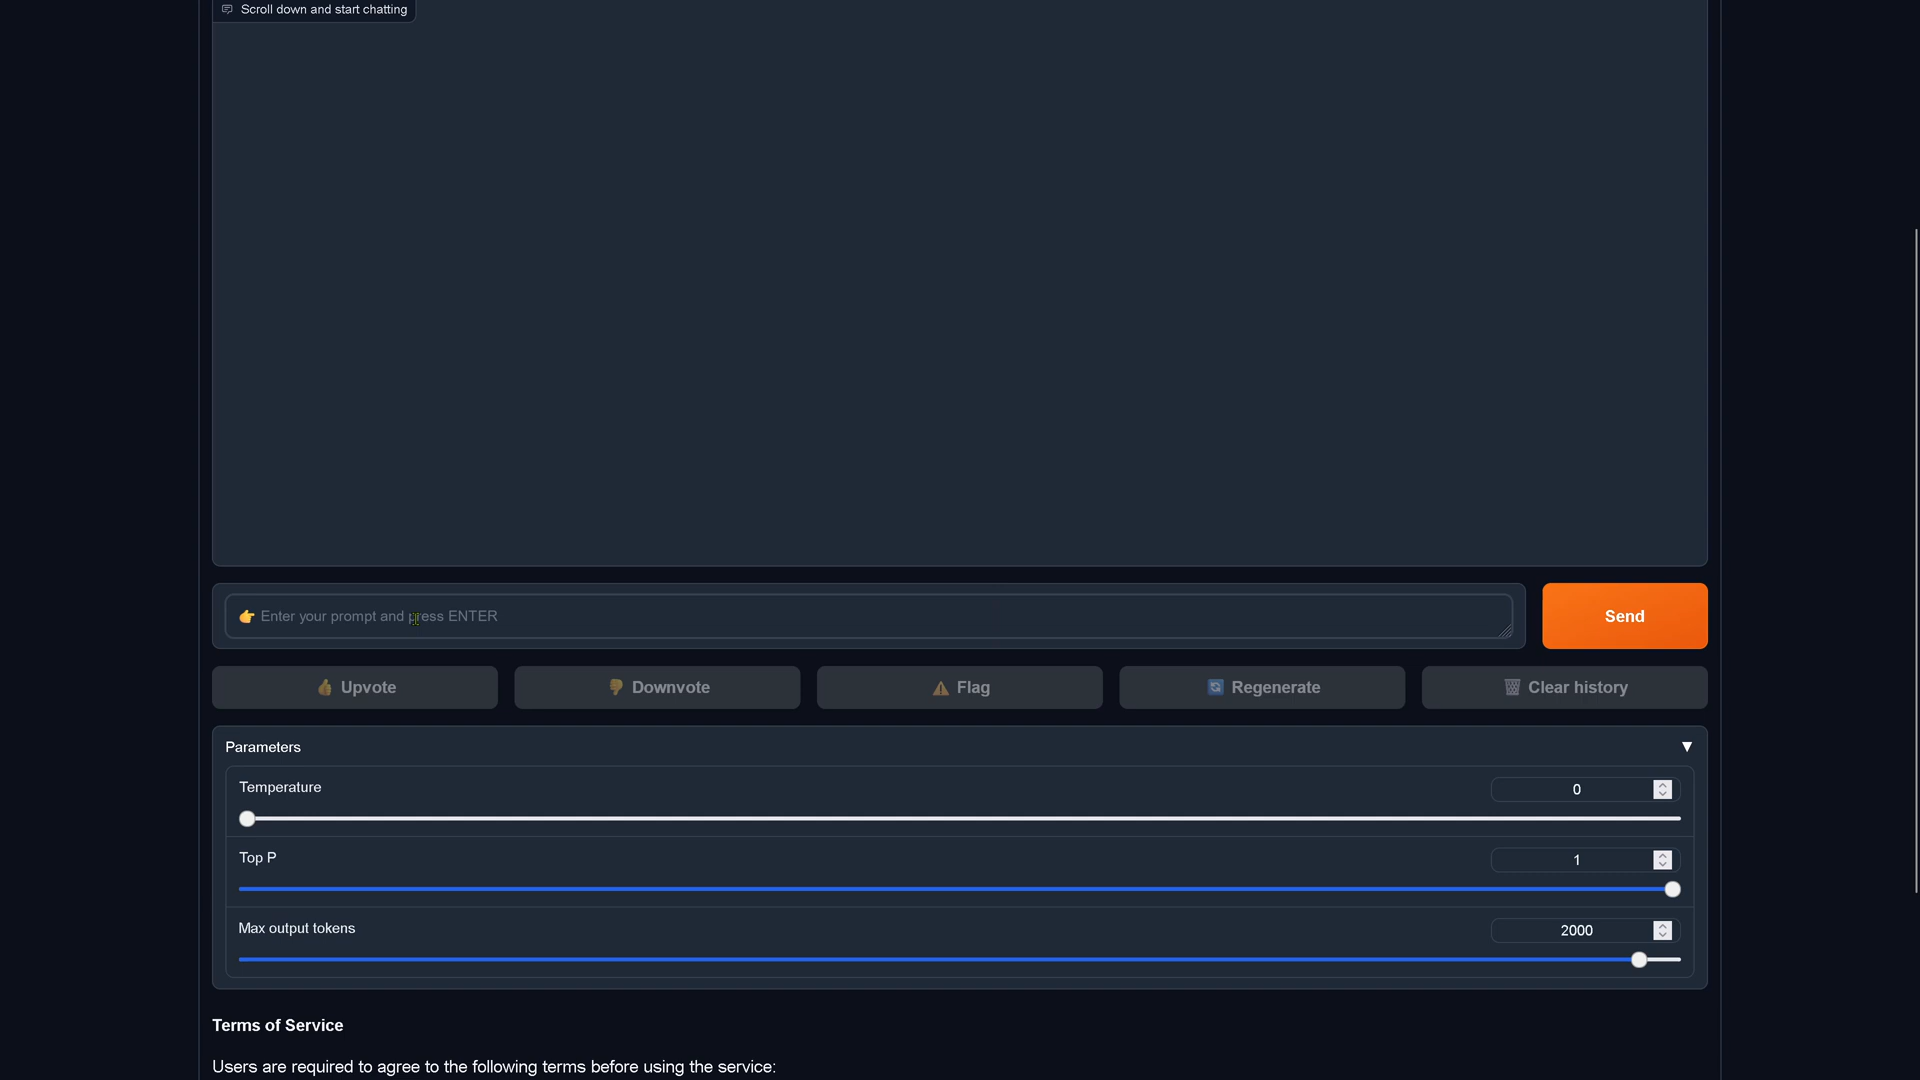 Scroll down and start chatting
👉 Enter your prompt and press ENTER
Send
👍 Upvote
👎 Downvote
⚠️ Flag
🔄 Regenerate
🗑️ Clear history
Parameters ▼
Temperature
0
Top P
1
Max output tokens
2000
Terms of Service
Users are required to agree to the following terms before using the service: